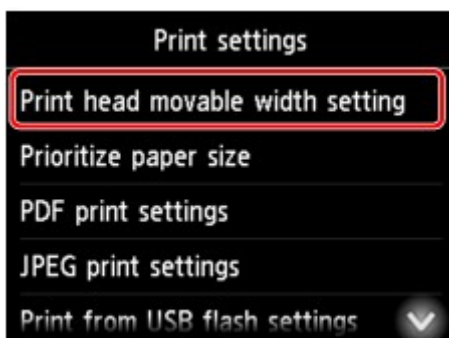 Print settings
Print head movable width setting
Prioritize paper size
PDF print settings
JPEG print settings
Print from USB flash settings